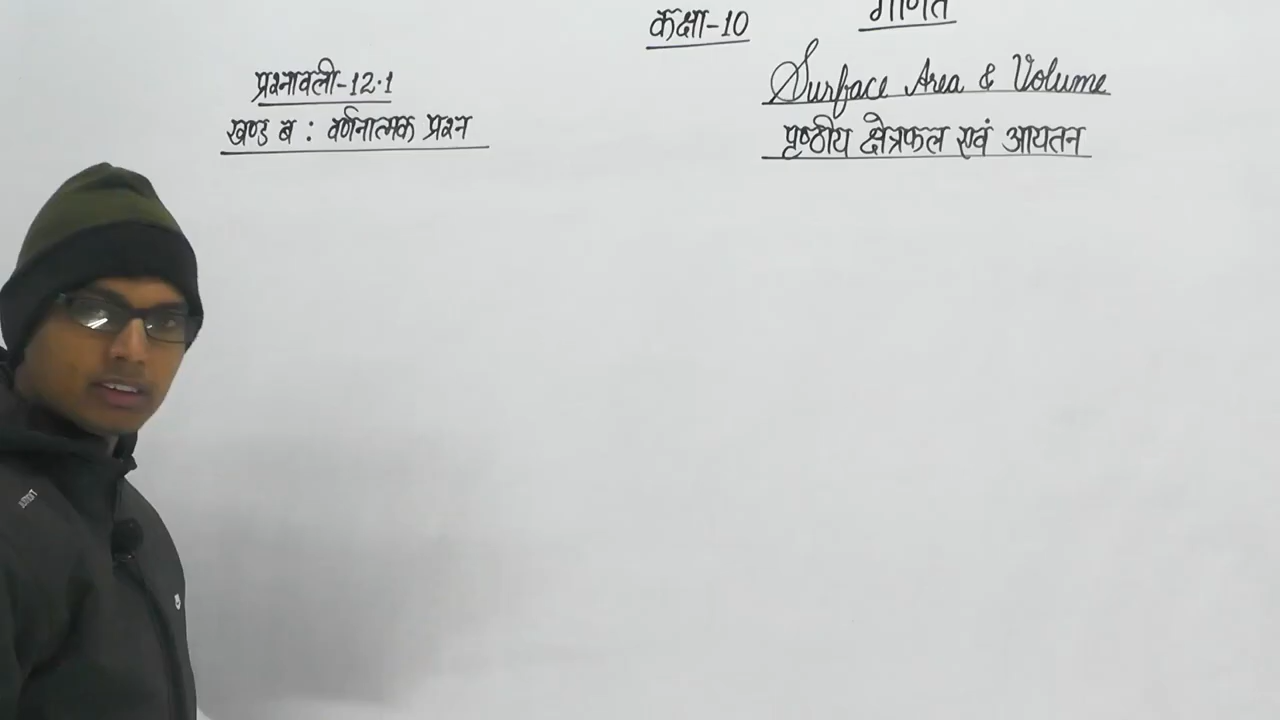 कक्षा-10
गणित
प्रश्नावली-12.1
खण्ड ब : वर्णनात्मक प्रश्न
Surface Area & Volume
पृष्ठीय क्षेत्रफल एवं आयतन